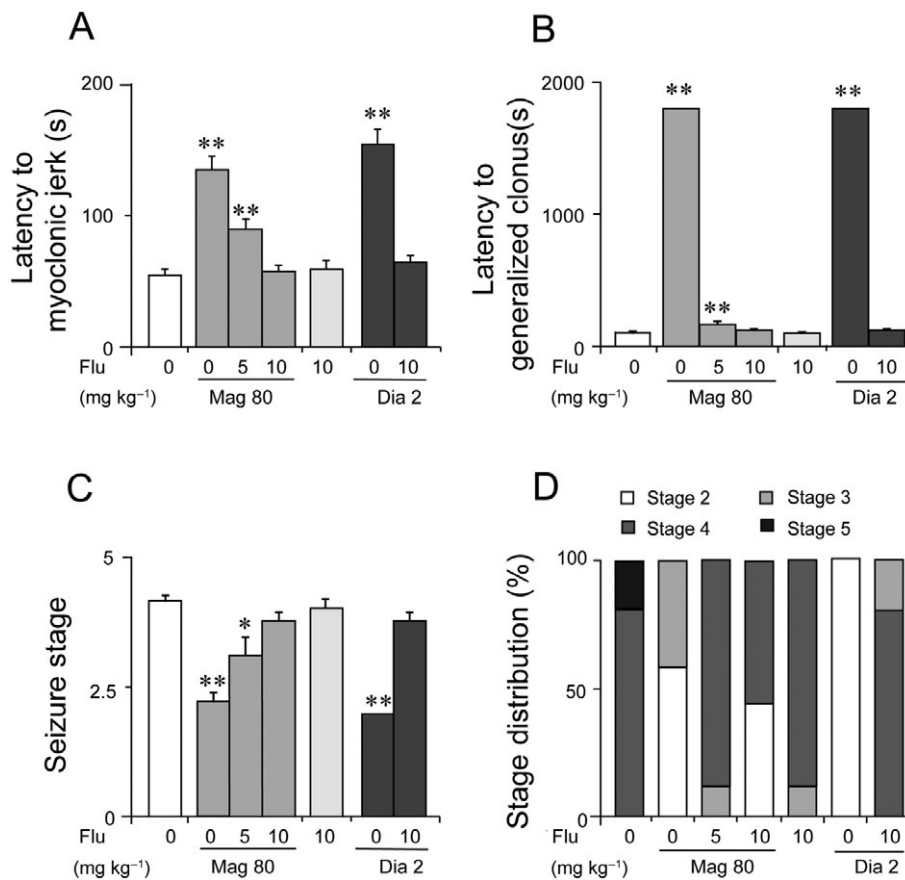 A
Latency to
myoclonic jerk (s)
200
100
0
**
**
**
Flu 0 0 5 10 10 0 10
(mg kg⁻¹) Mag 80 Dia 2
B
Latency to
generalized clonus(s)
2000
1000
0
**
**
**
Flu 0 0 5 10 10 0 10
(mg kg⁻¹) Mag 80 Dia 2
C
Seizure stage
5
2.5
0
**
*
**
Flu 0 0 5 10 10 0 10
(mg kg⁻¹) Mag 80 Dia 2
D
Stage 2 Stage 3
Stage 4 Stage 5
Stage distribution (%)
100
50
0
Flu 0 0 5 10 10 0 10
(mg kg⁻¹) Mag 80 Dia 2